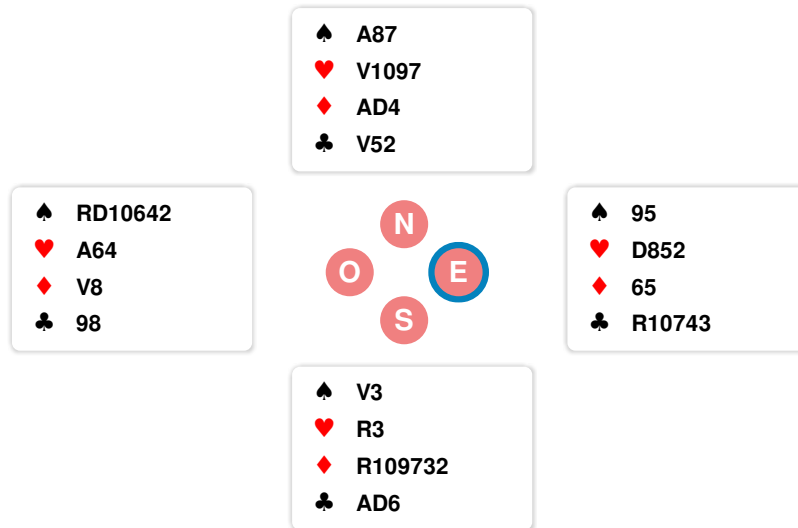 ♠ A87
♥ V1097
♦ AD4
♣ V52
♠ RD10642
♥ A64
♦ V8
♣ 98
N
O
E
S
♠ 95
♥ D852
♦ 65
♣ R10743
♠ V3
♥ R3
♦ R109732
♣ AD6